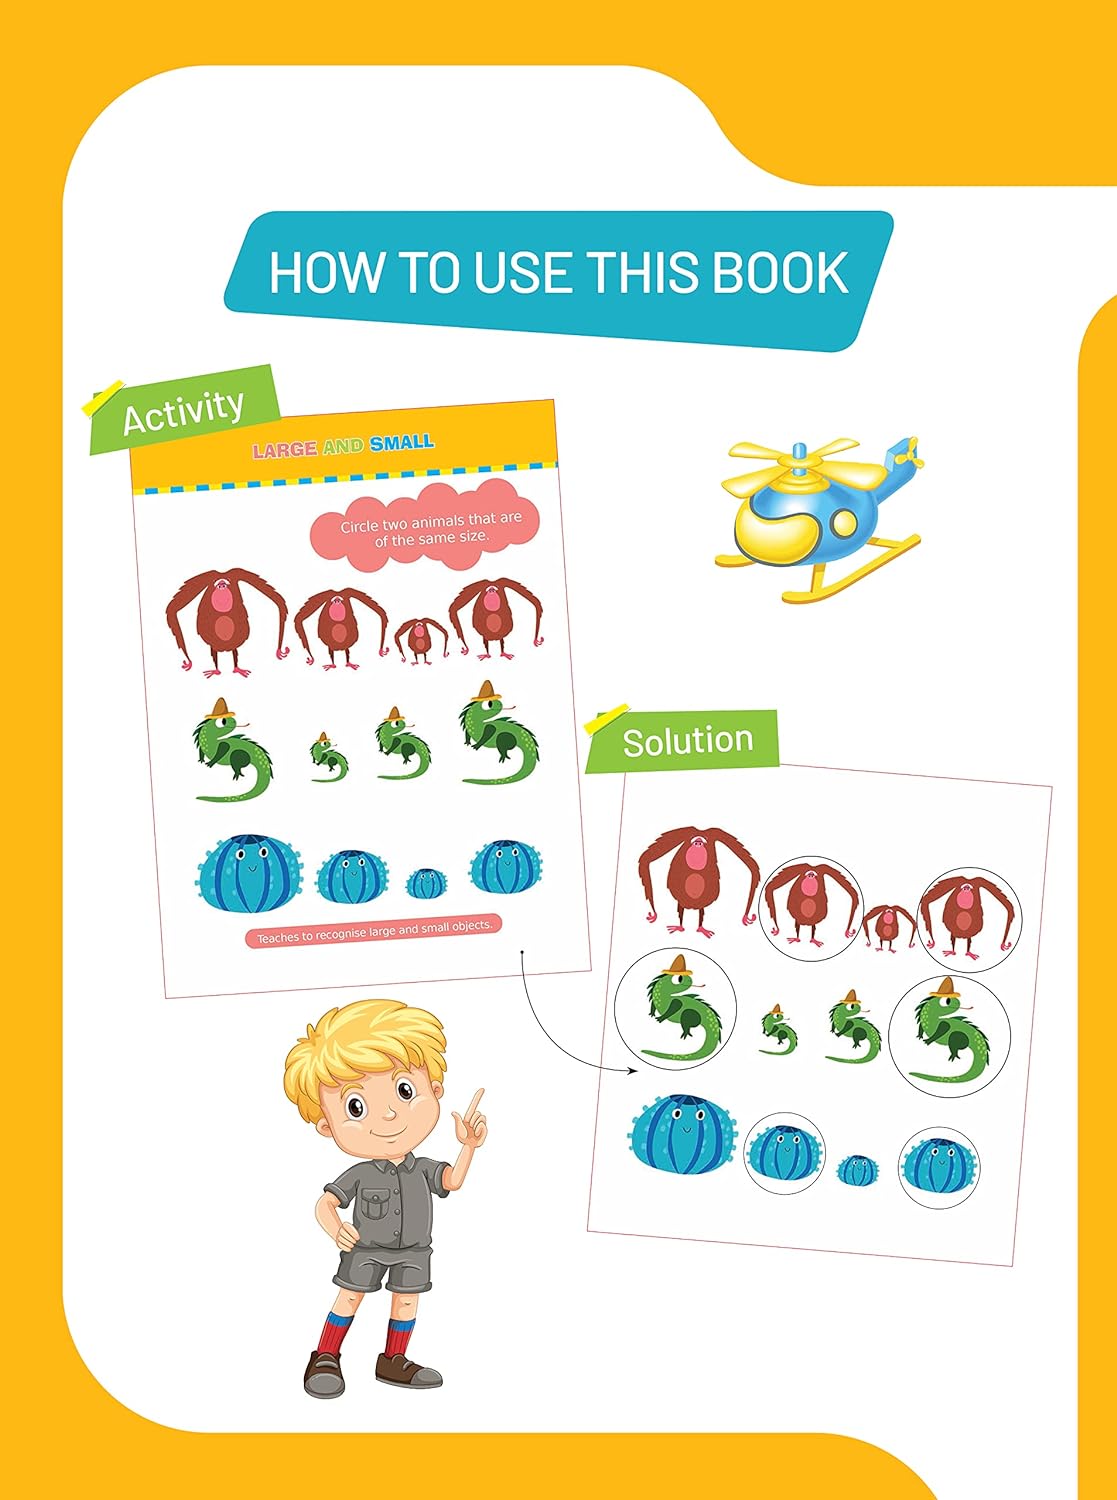 HOW TO USE THIS BOOK
Activity
LARGE AND SMALL
Circle two animals that are
of the same size.
Teaches to recognise large and small objects.
Solution